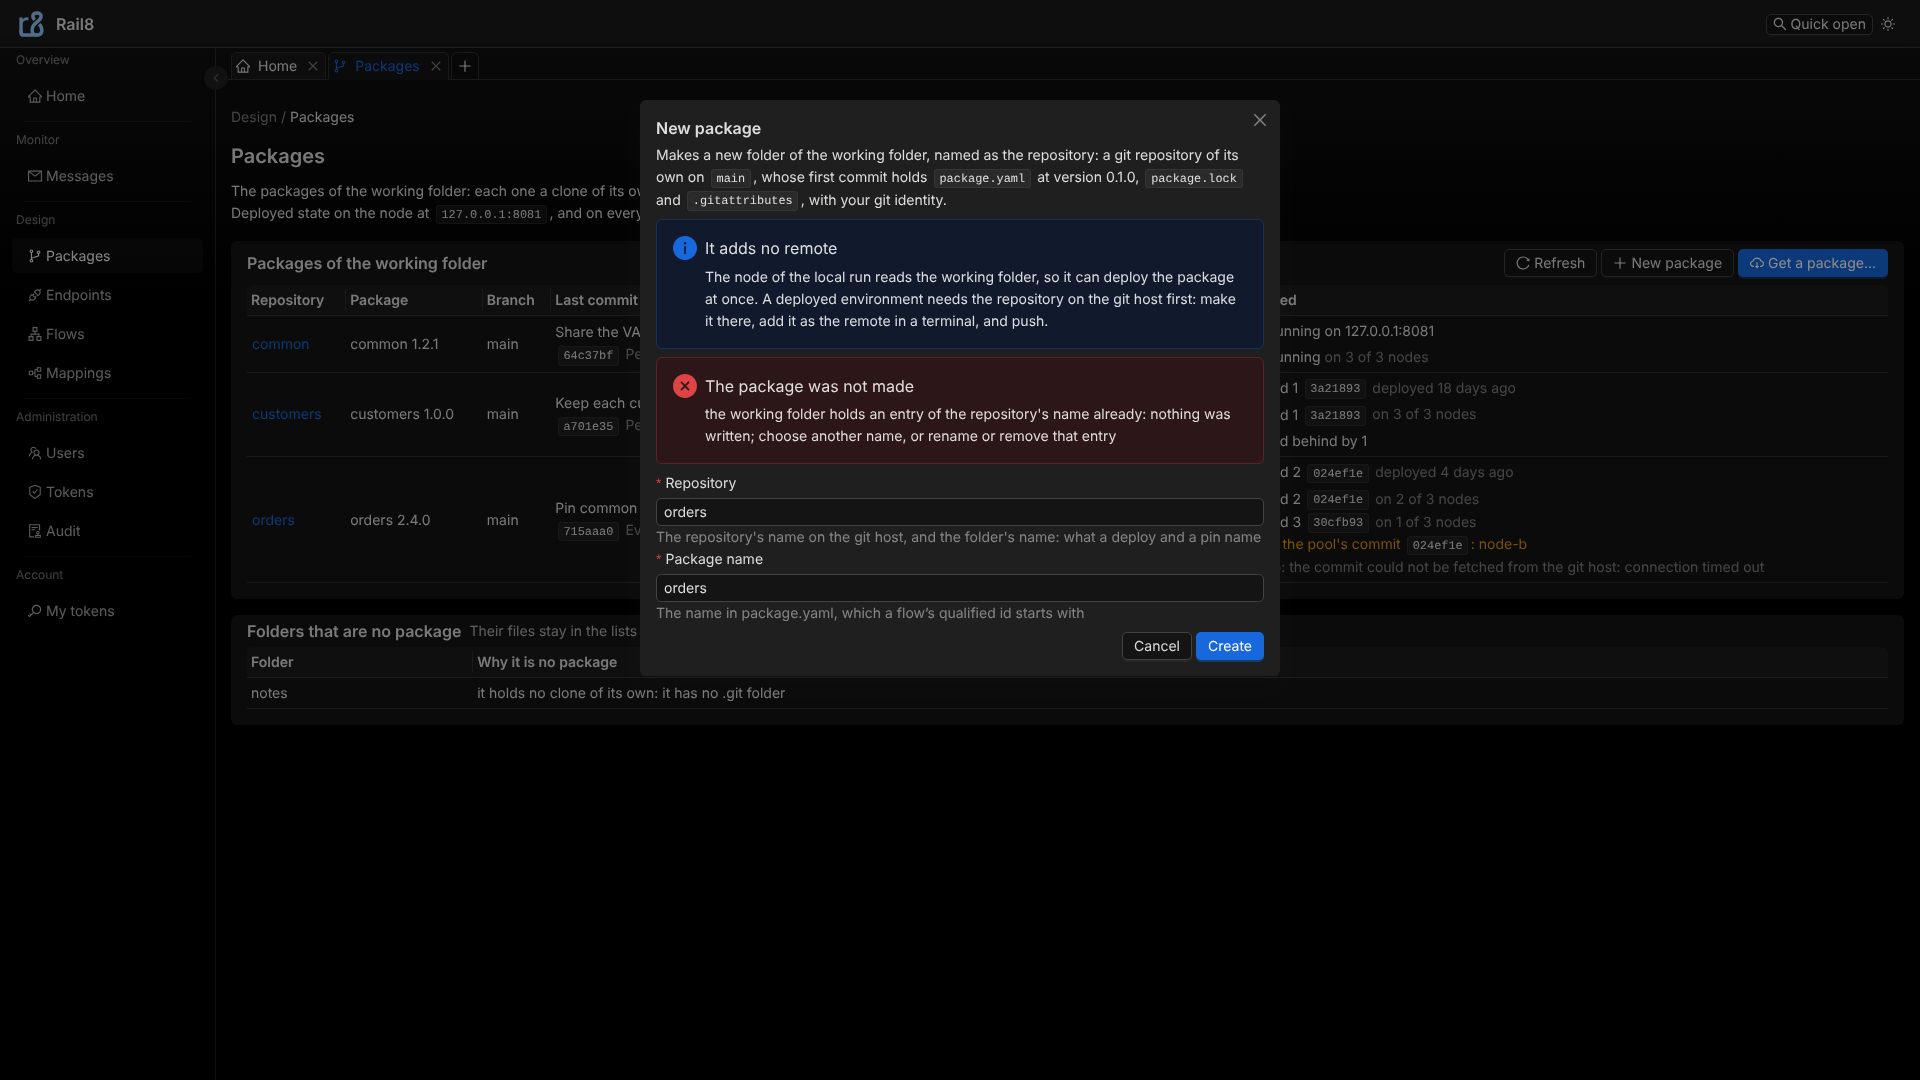 Rail8
Quick open
Overview
Home
Monitor
Messages
Design
Packages
Endpoints
Flows
Mappings
Administration
Users
Tokens
Audit
Account
My tokens
Home
Packages
Design / Packages
Packages
The packages of the working folder: each one a clone of its
Deployed state on the node at 127.0.0.1:8081, and on every
Packages of the working folder
Refresh
New package
Get a package...
Repository Package Branch Last commit
common common 1.2.1 main Share the
64c37bf
nning on 127.0.0.1:8081
nning on 3 of 3 nodes
customers customers 1.0.0 main Keep each
a701e35
d 1 3a21893 deployed 18 days ago
d 1 3a21893 on 3 of 3 nodes
d behind by 1
orders orders 2.4.0 main Pin common
715aaa0
d 2 024ef1e deployed 4 days ago
d 2 024ef1e on 2 of 3 nodes
d 3 30cfb93 on 1 of 3 nodes
the pool's commit 024ef1e : node-b
: the commit could not be fetched from the git host: connection timed out
Folders that are no package Their files stay in the lists
Folder Why it is no package
notes it holds no clone of its own: it has no .git folder
New package
Makes a new folder of the working folder, named as the repository: a git repository of its
own on main, whose first commit holds package.yaml at version 0.1.0, package.lock
and .gitattributes, with your git identity.
It adds no remote
The node of the local run reads the working folder, so it can deploy the package
at once. A deployed environment needs the repository on the git host first: make
it there, add it as the remote in a terminal, and push.
The package was not made
the working folder holds an entry of the repository's name already: nothing was
written; choose another name, or rename or remove that entry
* Repository
orders
The repository's name on the git host, and the folder's name: what a deploy and a pin name
* Package name
orders
The name in package.yaml, which a flow’s qualified id starts with
Cancel
Create